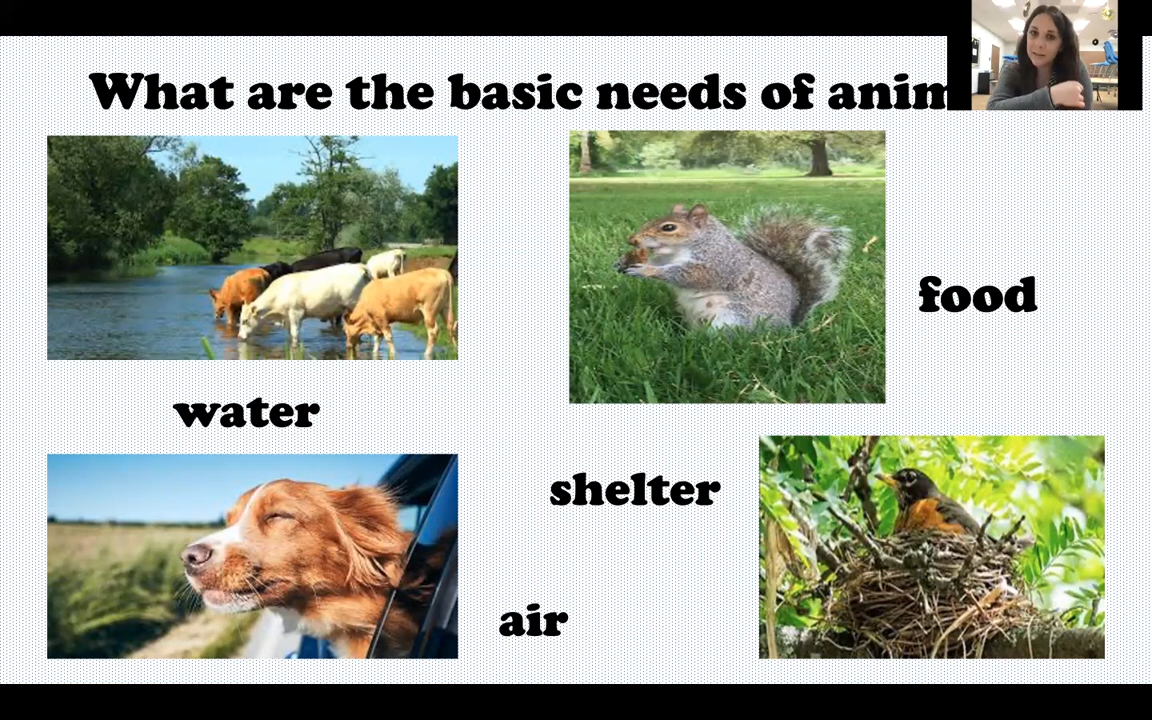 What are the basic needs of anim
food
water
shelter
air